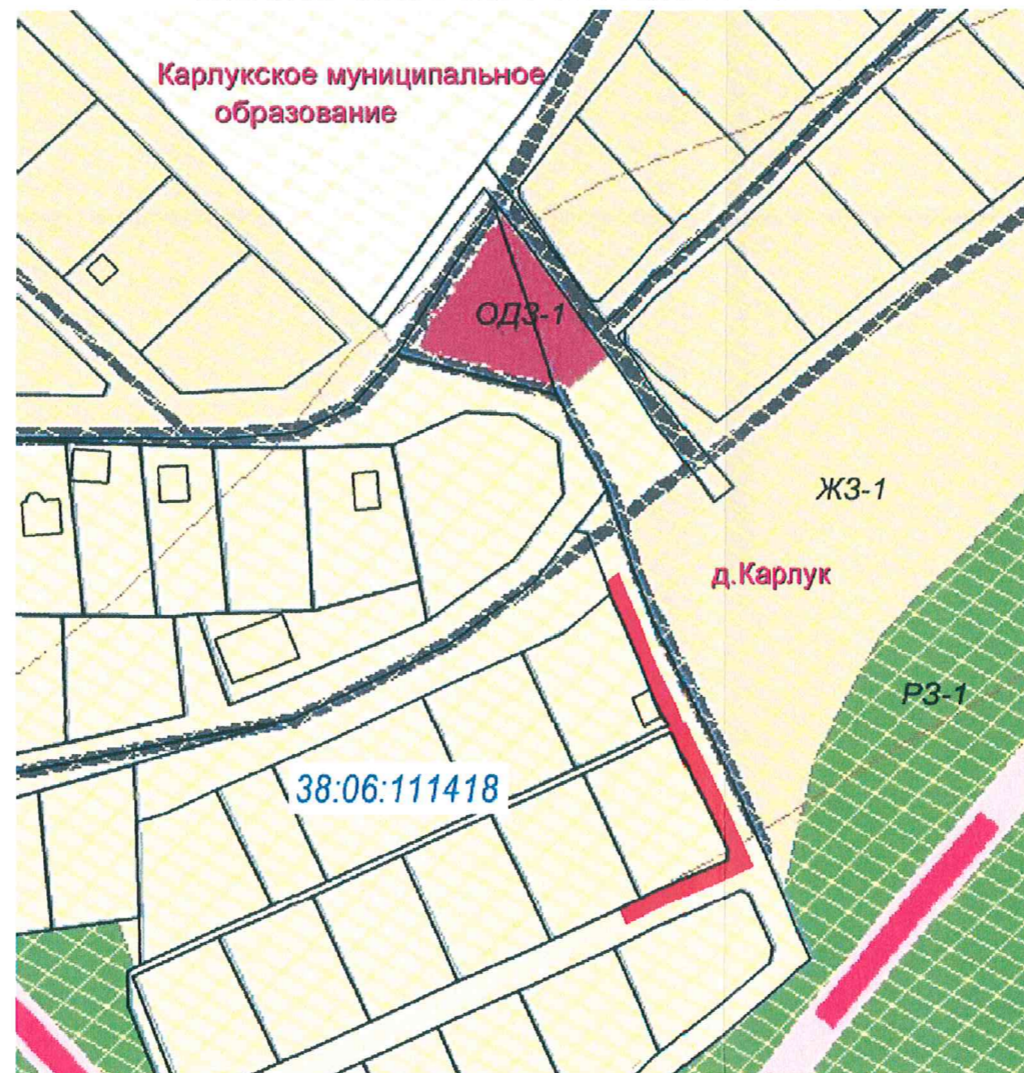 Карлукское муниципальное
образование
ОДЗ-1
ЖЗ-1
д.Карлук
РЗ-1
38:06:111418